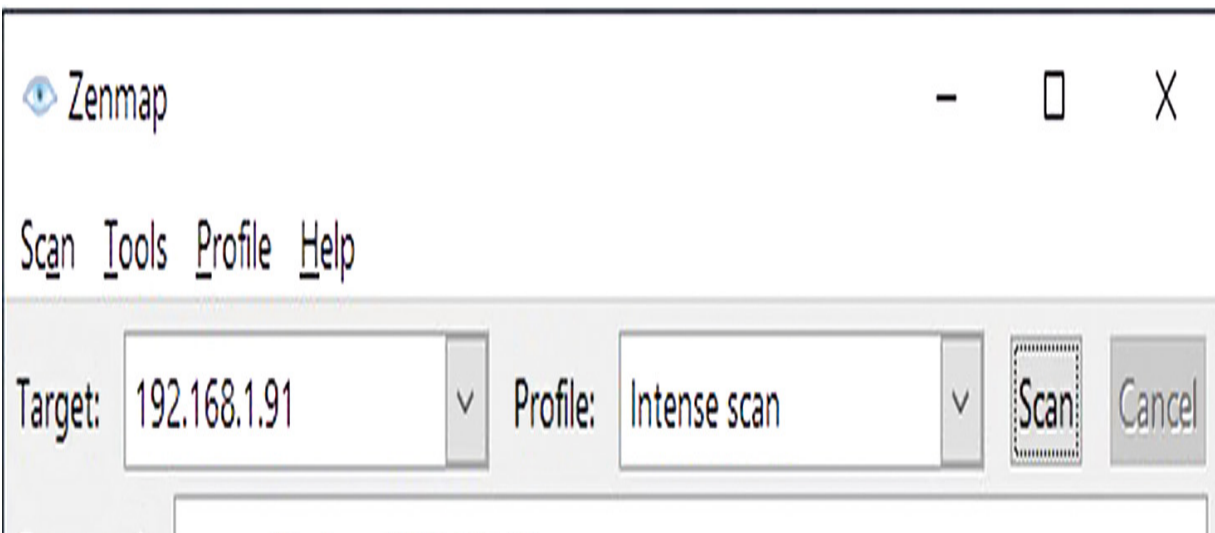 Zenmap
Scan Tools Profile Help
Target: 192.168.1.91 Profile: Intense scan Scan Cancel